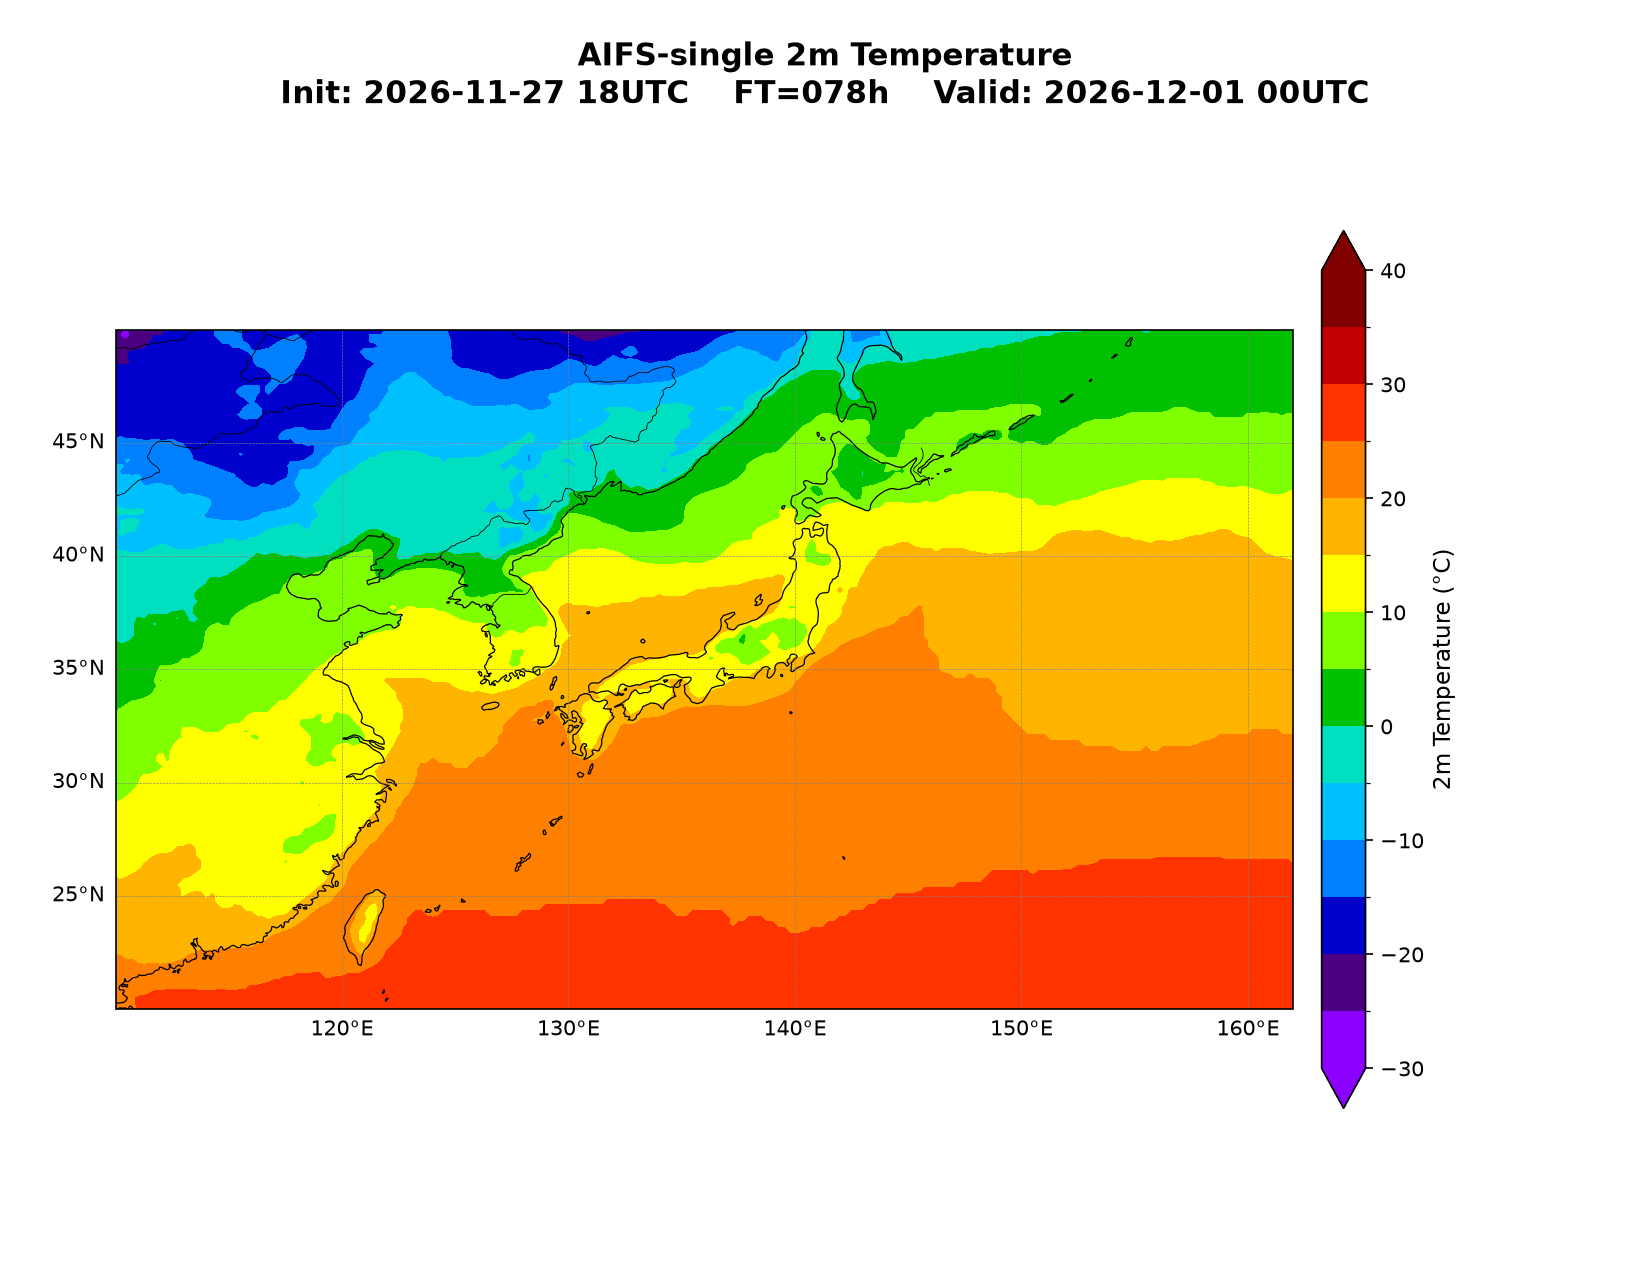 AIFS-single 2m Temperature
Init: 2026-11-27 18UTC    FT=078h    Valid: 2026-12-01 00UTC
45°N
40°N
35°N
30°N
25°N
120°E
130°E
140°E
150°E
160°E
40
30
20
10
0
−10
−20
−30
2m Temperature (°C)